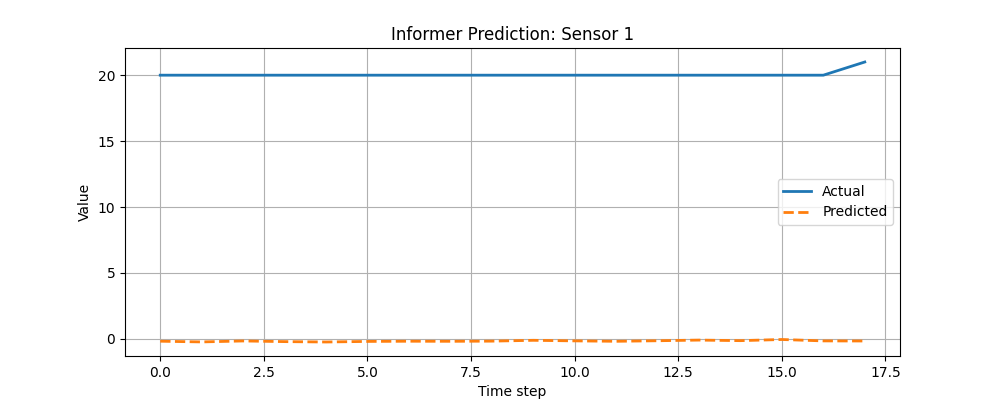 Informer Prediction: Sensor 1
Value
20
15
10
5
0
Actual
Predicted
0.0 2.5 5.0 7.5 10.0 12.5 15.0 17.5
Time step